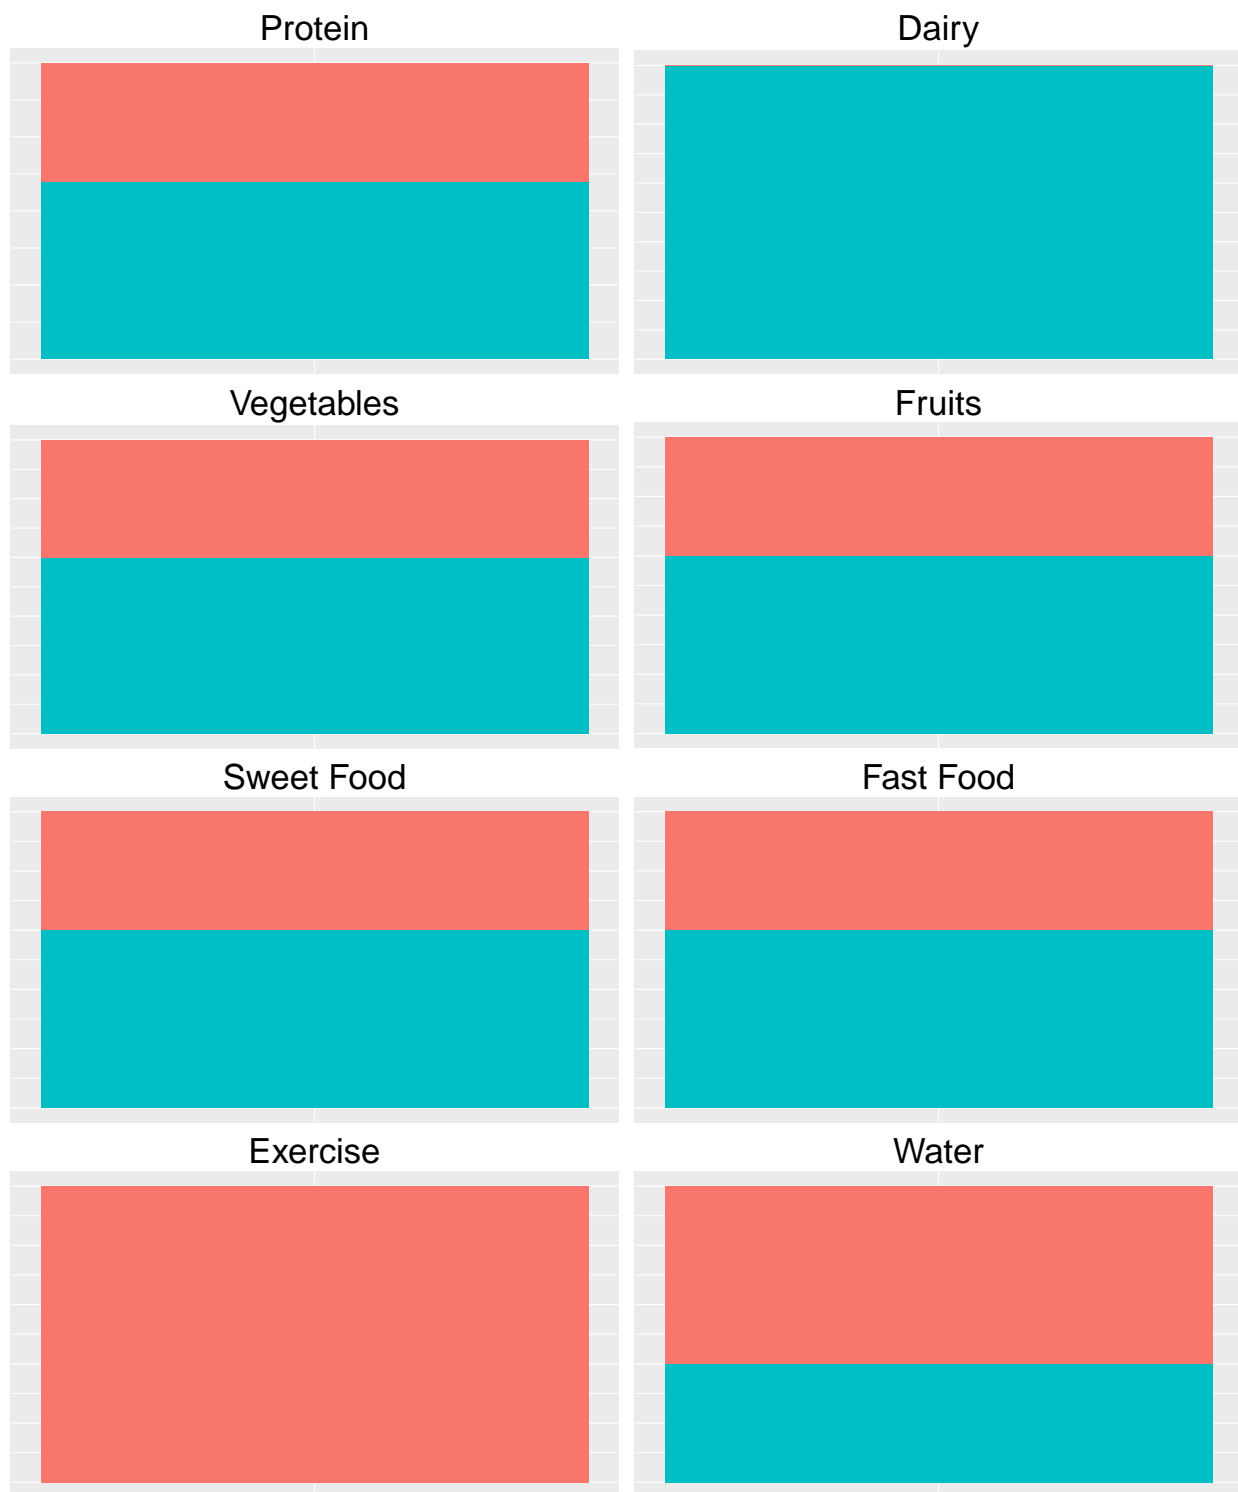 Protein
Dairy
Vegetables
Fruits
Sweet Food
Fast Food
Exercise
Water